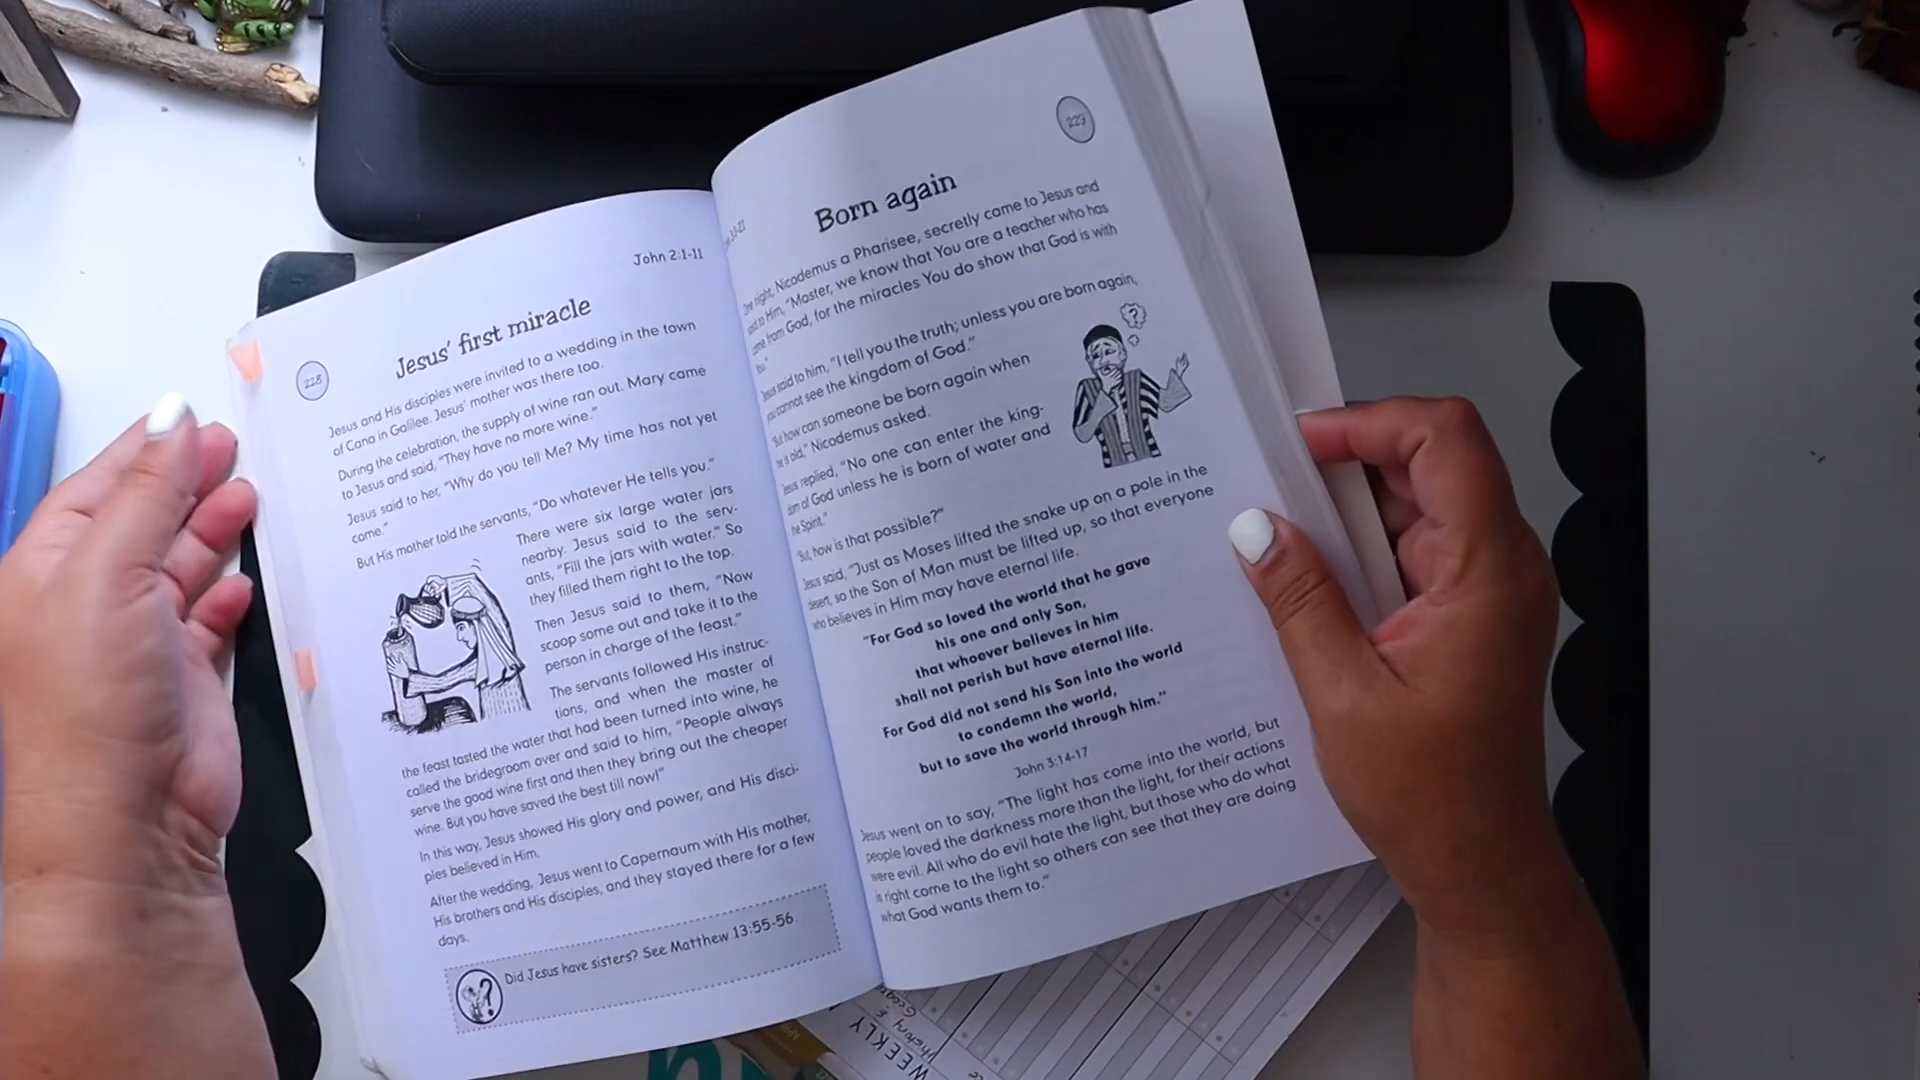 228
John 2:1-11
Jesus' first miracle
Jesus and His disciples were invited to a wedding in the town
of Cana in Galilee. Jesus' mother was there too.
During the celebration, the supply of wine ran out. Mary came
to Jesus and said, "They have no more wine."
Jesus said to her, "Why do you tell Me? My time has not yet
come."
But His mother told the servants, "Do whatever He tells you."
There were six large water jars
nearby. Jesus said to the serv-
ants, "Fill the jars with water." So
they filled them right to the top.
Then Jesus said to them, "Now
scoop some out and take it to the
person in charge of the feast."
The servants followed His instruc-
tions, and when the master of
the feast tasted the water that had been turned into wine, he
called the bridegroom over and said to him, "People always
serve the good wine first and then they bring out the cheaper
wine. But you have saved the best till now!"
In this way, Jesus showed His glory and power, and His disci-
ples believed in Him.
After the wedding, Jesus went to Capernaum with His mother,
His brothers and His disciples, and they stayed there for a few
days.
Did Jesus have sisters? See Matthew 13:55-56.
229
3:1-21
Born again
One night, Nicodemus a Pharisee, secretly came to Jesus and
said to Him, "Master, we know that You are a teacher who has
come from God, for the miracles You do show that God is with
You."
Jesus said to him, "I tell you the truth; unless you are born again,
you cannot see the kingdom of God."
"But how can someone be born again when
he is old," Nicodemus asked.
Jesus replied, "No one can enter the king-
dom of God unless he is born of water and
the Spirit."
"But, how is that possible?"
Jesus said, "Just as Moses lifted the snake up on a pole in the
desert, so the Son of Man must be lifted up, so that everyone
who believes in Him may have eternal life.
"For God so loved the world that he gave
his one and only Son,
that whoever believes in him
shall not perish but have eternal life.
For God did not send his Son into the world
to condemn the world,
but to save the world through him."
John 3:14-17
Jesus went on to say, "The light has come into the world, but
people loved the darkness more than the light, for their actions
were evil. All who do evil hate the light, but those who do what
is right come to the light so others can see that they are doing
what God wants them to."
WEEKLY
History &